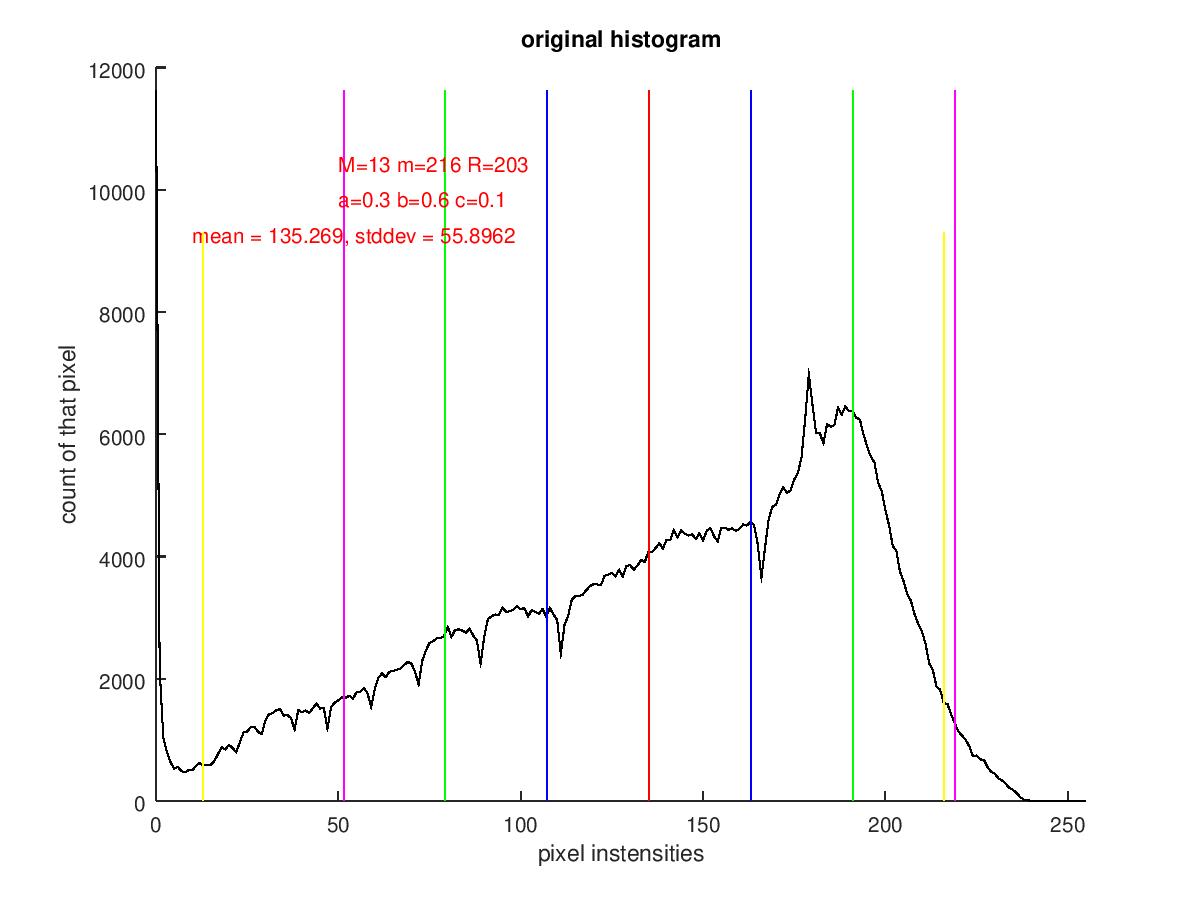 original histogram
12000
10000
8000
6000
4000
2000
0
count of that pixel
M=13 m=216 R=203
a=0.3 b=0.6 c=0.1
mean = 135.269, stddev = 55.8962
0 50 100 150 200 250
pixel instensities